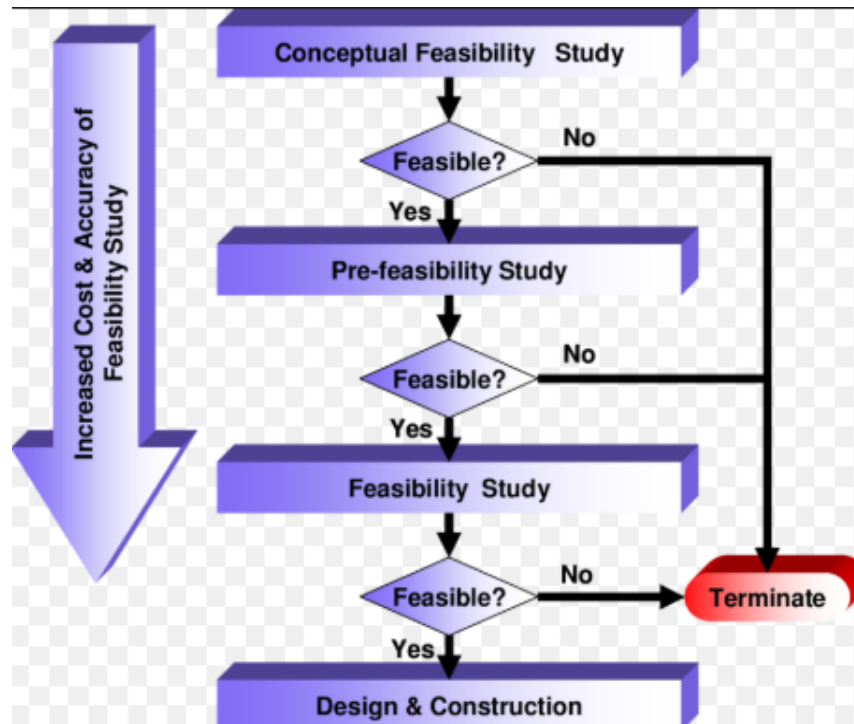 Increased Cost & Accuracy of
Feasibility Study
Conceptual Feasibility Study
Feasible?
No
Yes
Pre-feasibility Study
Feasible?
No
Yes
Feasibility Study
Feasible?
No
Terminate
Yes
Design & Construction